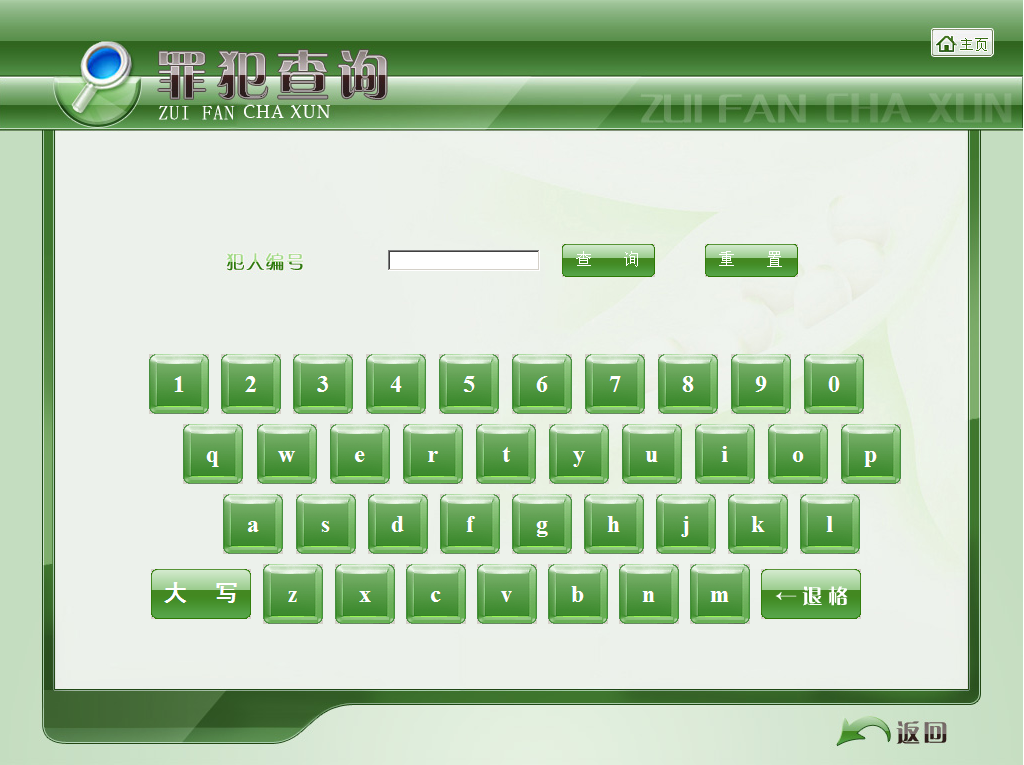 主页
罪犯查询
ZUI FAN CHA XUN
ZUI FAN CHA XUN
犯人编号 查 询 重 置
1 2 3 4 5 6 7 8 9 0
q w e r t y u i o p
a s d f g h j k l
大 写 z x c v b n m ←退格
返回